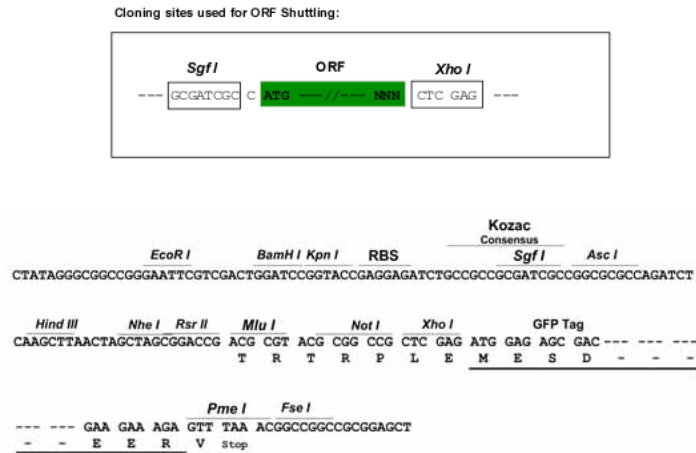 Cloning sites used for ORF Shuttling:
Sgf I ORF Xho I
--- GCGATCGC C ATG ---//--- NNN CTC GAG ---
Kozac
Consensus
EcoR I BamH I Kpn I RBS Sgf I Asc I
CTATAGGGCGGCCGGGAATTCGTCGACTGGATCCGGTACCGAGGAGATCTGCCGCCGCGATCGCCGGCGCGCCAGATCT
Hind III Nhe I Rsr II Mlu I Not I Xho I GFP Tag
CAAGCTTAACTAGCTAGCGGACCG ACG CGT ACG CGG CCG CTC GAG ATG GAG AGC GAC --- --- ---
T R T R P L E M E S D - - -
Pme I Fse I
--- --- GAA GAA AGA GTT TAA ACGGCCGGCCGCGGAGCT
- - E E R V Stop